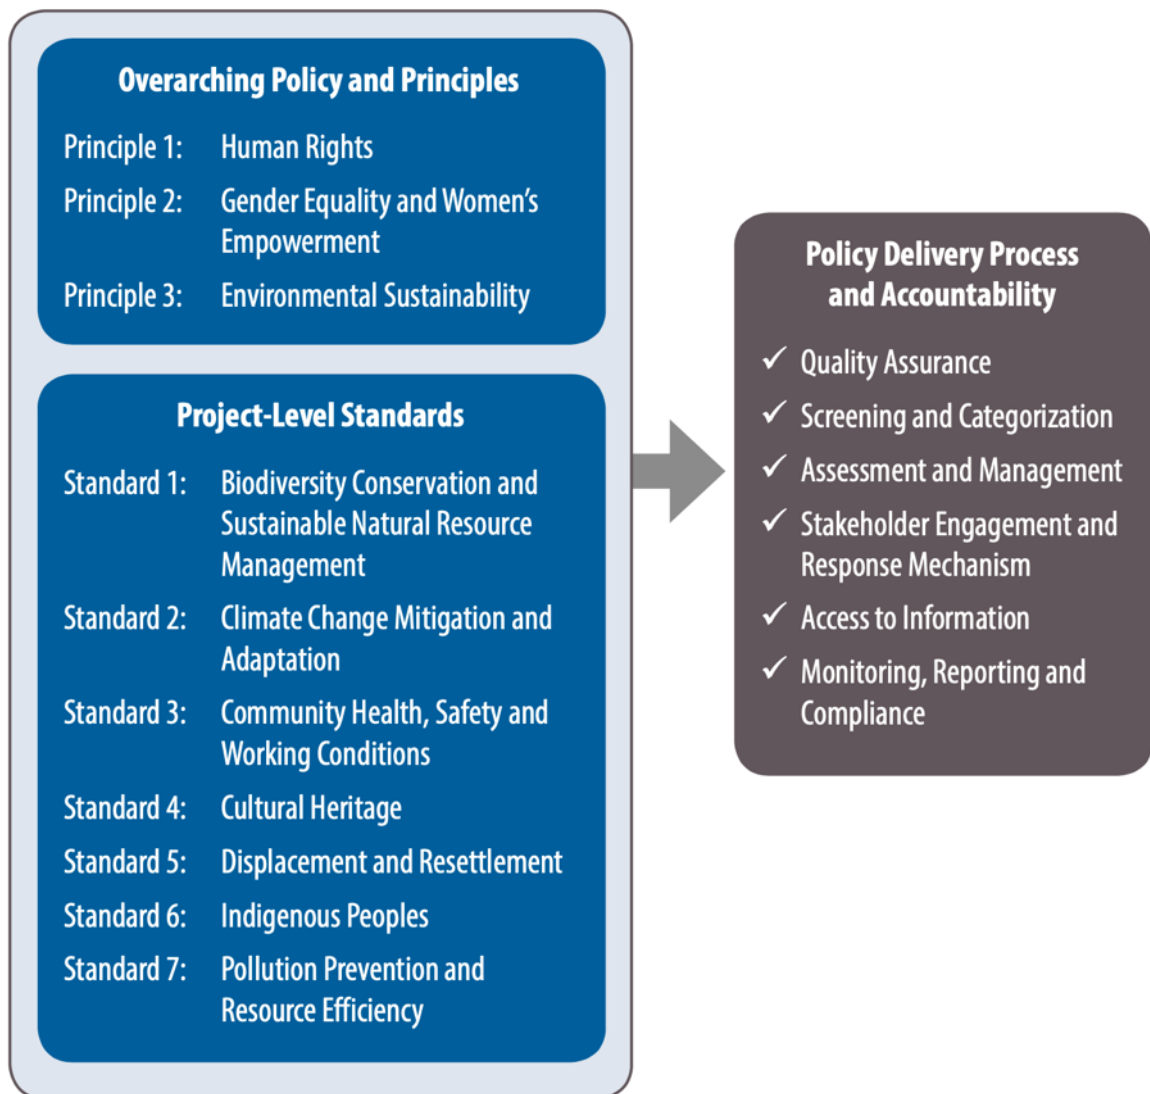 Overarching Policy and Principles
Principle 1: Human Rights
Principle 2: Gender Equality and Women’s
Empowerment
Principle 3: Environmental Sustainability
Project-Level Standards
Standard 1: Biodiversity Conservation and
Sustainable Natural Resource
Management
Standard 2: Climate Change Mitigation and
Adaptation
Standard 3: Community Health, Safety and
Working Conditions
Standard 4: Cultural Heritage
Standard 5: Displacement and Resettlement
Standard 6: Indigenous Peoples
Standard 7: Pollution Prevention and
Resource Efficiency
Policy Delivery Process
and Accountability
✓ Quality Assurance
✓ Screening and Categorization
✓ Assessment and Management
✓ Stakeholder Engagement and
Response Mechanism
✓ Access to Information
✓ Monitoring, Reporting and
Compliance